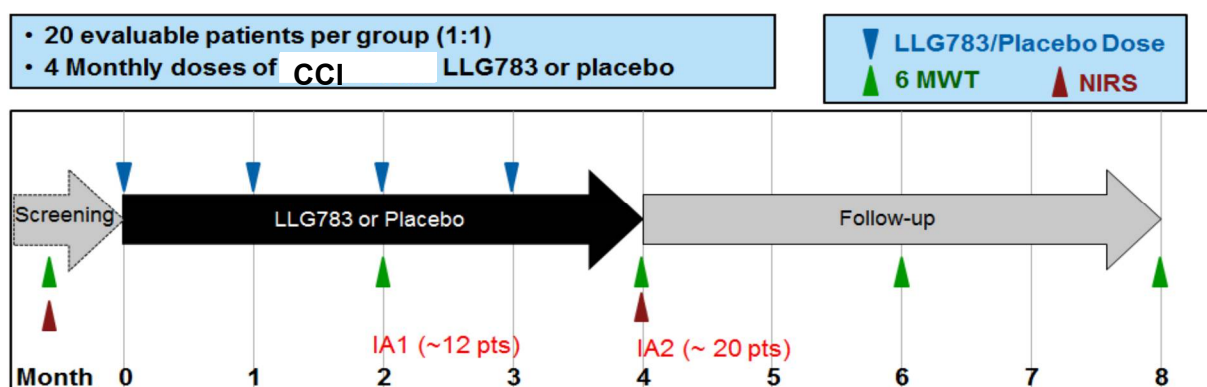 • 20 evaluable patients per group (1:1)
• 4 Monthly doses of CCI LLG783 or placebo
LLG783/Placebo Dose
6 MWT NIRS
Screening LLG783 or Placebo Follow-up
IA1 (~12 pts) IA2 (~ 20 pts)
Month 0 1 2 3 4 5 6 7 8